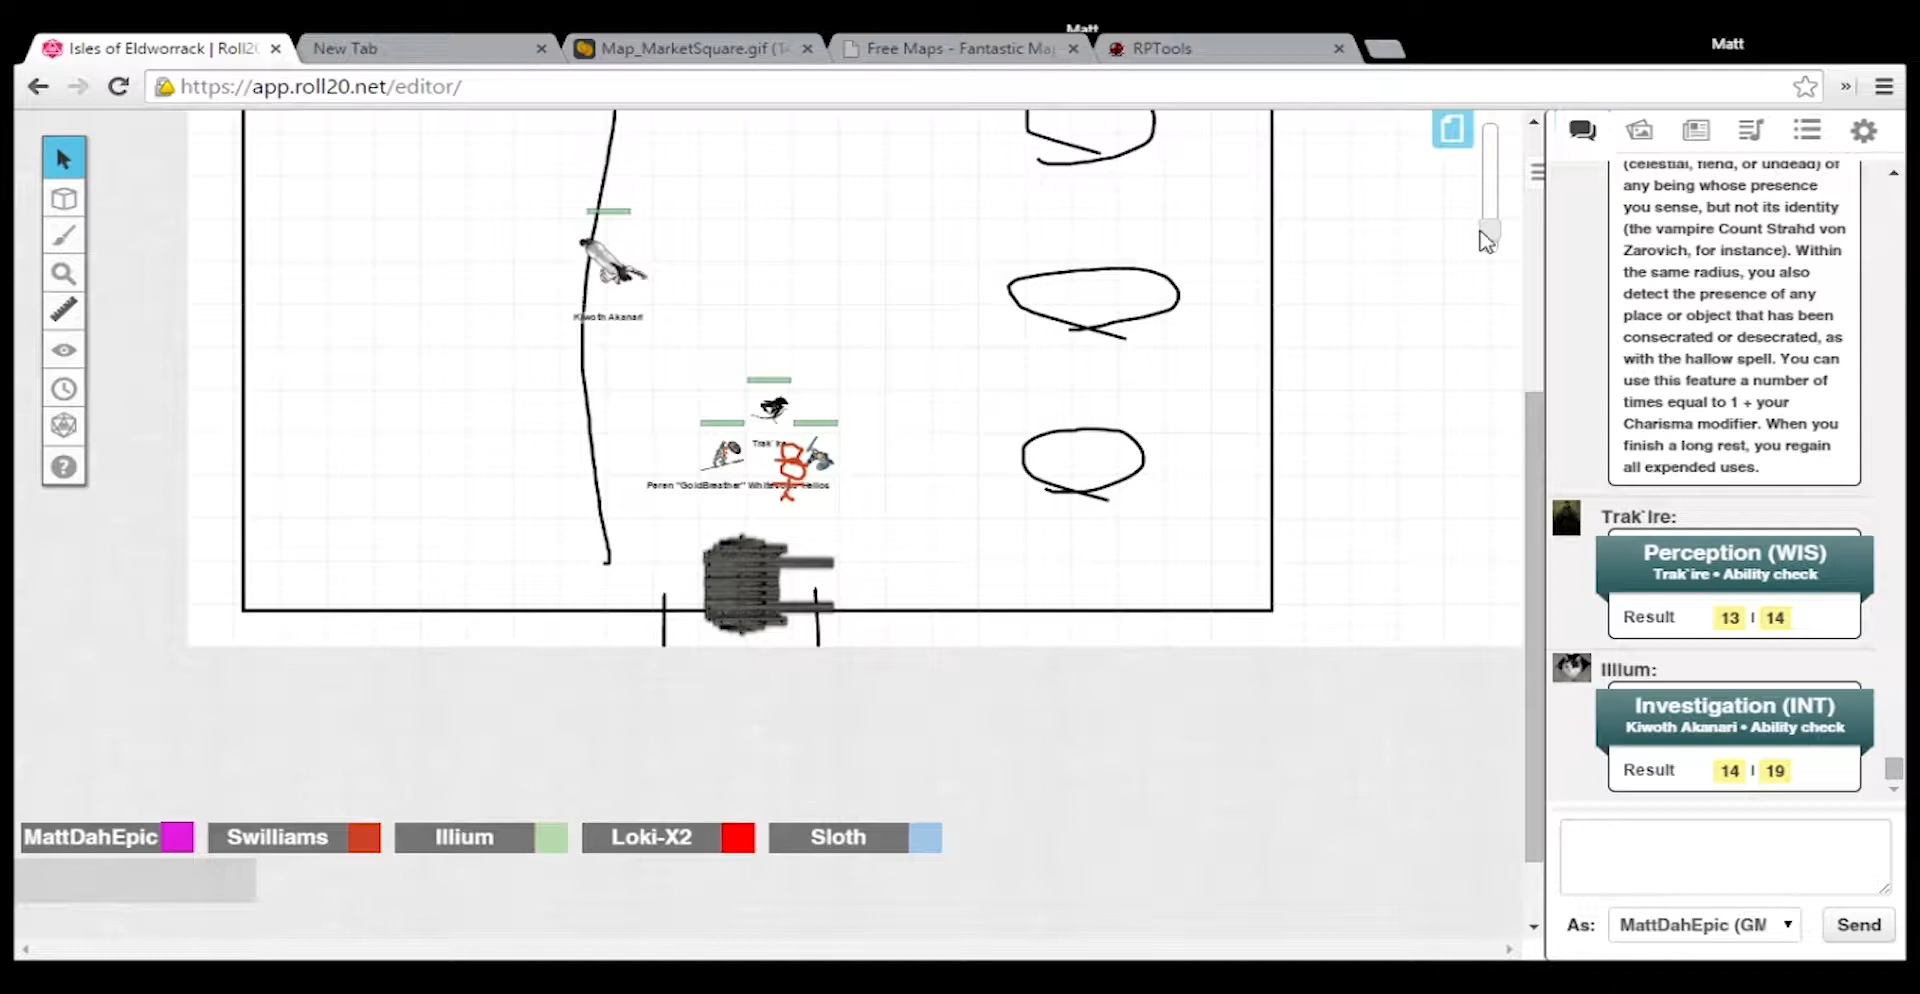 Matt
Matt
Isles of Eldworrack | Roll20
New Tab
Map_MarketSquare.gif
Free Maps - Fantastic Ma
RPTools
https://app.roll20.net/editor/
Kiwoth Akanari
Trak`Ire
Peren "GoldBreather"
MattDahEpic
Swilliams
Illium
Loki-X2
Sloth
(celestial, fiend, or undead) of
any being whose presence
you sense, but not its identity
(the vampire Count Strahd von
Zarovich, for instance). Within
the same radius, you also
detect the presence of any
place or object that has been
consecrated or desecrated, as
with the hallow spell. You can
use this feature a number of
times equal to 1 + your
Charisma modifier. When you
finish a long rest, you regain
all expended uses.
Trak`Ire:
Perception (WIS)
Trak`ire • Ability check
Result 13 | 14
Illium:
Investigation (INT)
Kiwoth Akanari • Ability check
Result 14 | 19
As: MattDahEpic (GM
Send